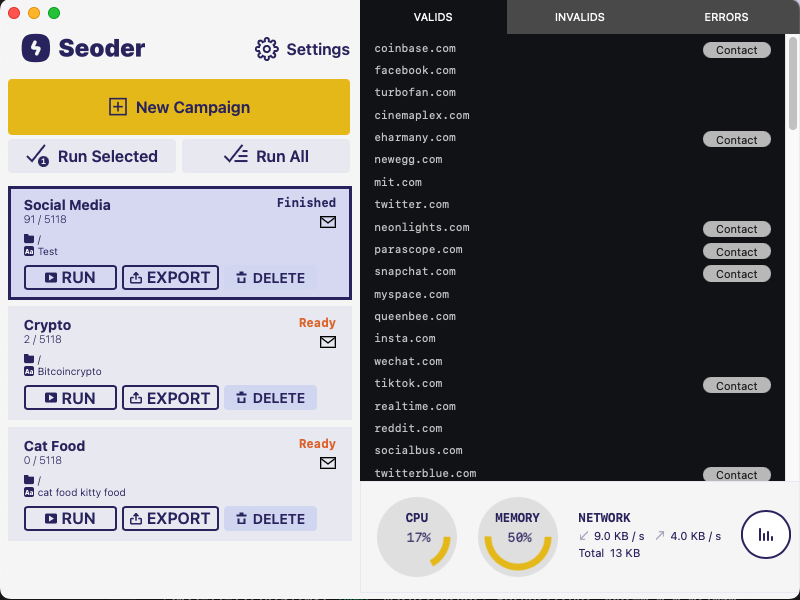 Seoder
Settings
New Campaign
1
Run Selected
Run All
Social Media
Finished
91 / 5118
/
Aa Test
RUN
EXPORT
DELETE
Crypto
Ready
2 / 5118
/
Aa Bitcoincrypto
RUN
EXPORT
DELETE
Cat Food
Ready
0 / 5118
/
Aa cat food kitty food
RUN
EXPORT
DELETE
VALIDS
INVALIDS
ERRORS
coinbase.com Contact
facebook.com
turbofan.com
cinemaplex.com
eharmany.com Contact
newegg.com
mit.com
twitter.com
neonlights.com Contact
parascope.com Contact
snapchat.com Contact
myspace.com
queenbee.com
insta.com
wechat.com
tiktok.com Contact
realtime.com
reddit.com
socialbus.com
twitterblue.com Contact
CPU
17%
MEMORY
50%
NETWORK
9.0 KB / s 4.0 KB / s
Total 13 KB